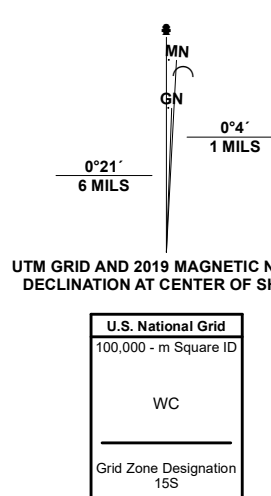 MN
GN
0°4´
1 MILS
0°21´
6 MILS
UTM GRID AND 2019 MAGNETIC N
DECLINATION AT CENTER OF SH
U.S. National Grid
100,000 - m Square ID
WC
Grid Zone Designation
15S